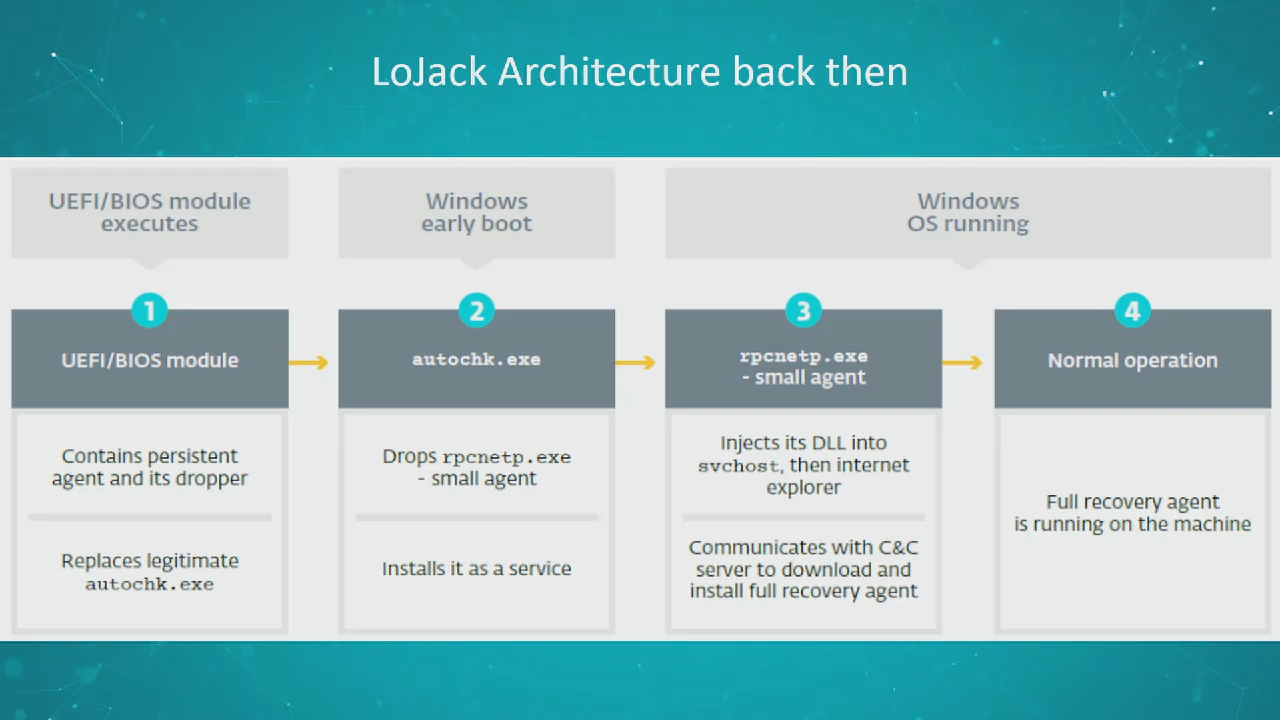 LoJack Architecture back then
UEFI/BIOS module
executes
Windows
early boot
Windows
OS running
1
2
3
4
UEFI/BIOS module
autochk.exe
rpcnetp.exe
- small agent
Normal operation
Contains persistent
agent and its dropper
Replaces legitimate
autochk.exe
Drops rpcnetp.exe
- small agent
Installs it as a service
Injects its DLL into
svchost, then internet
explorer
Communicates with C&C
server to download and
install full recovery agent
Full recovery agent
is running on the machine